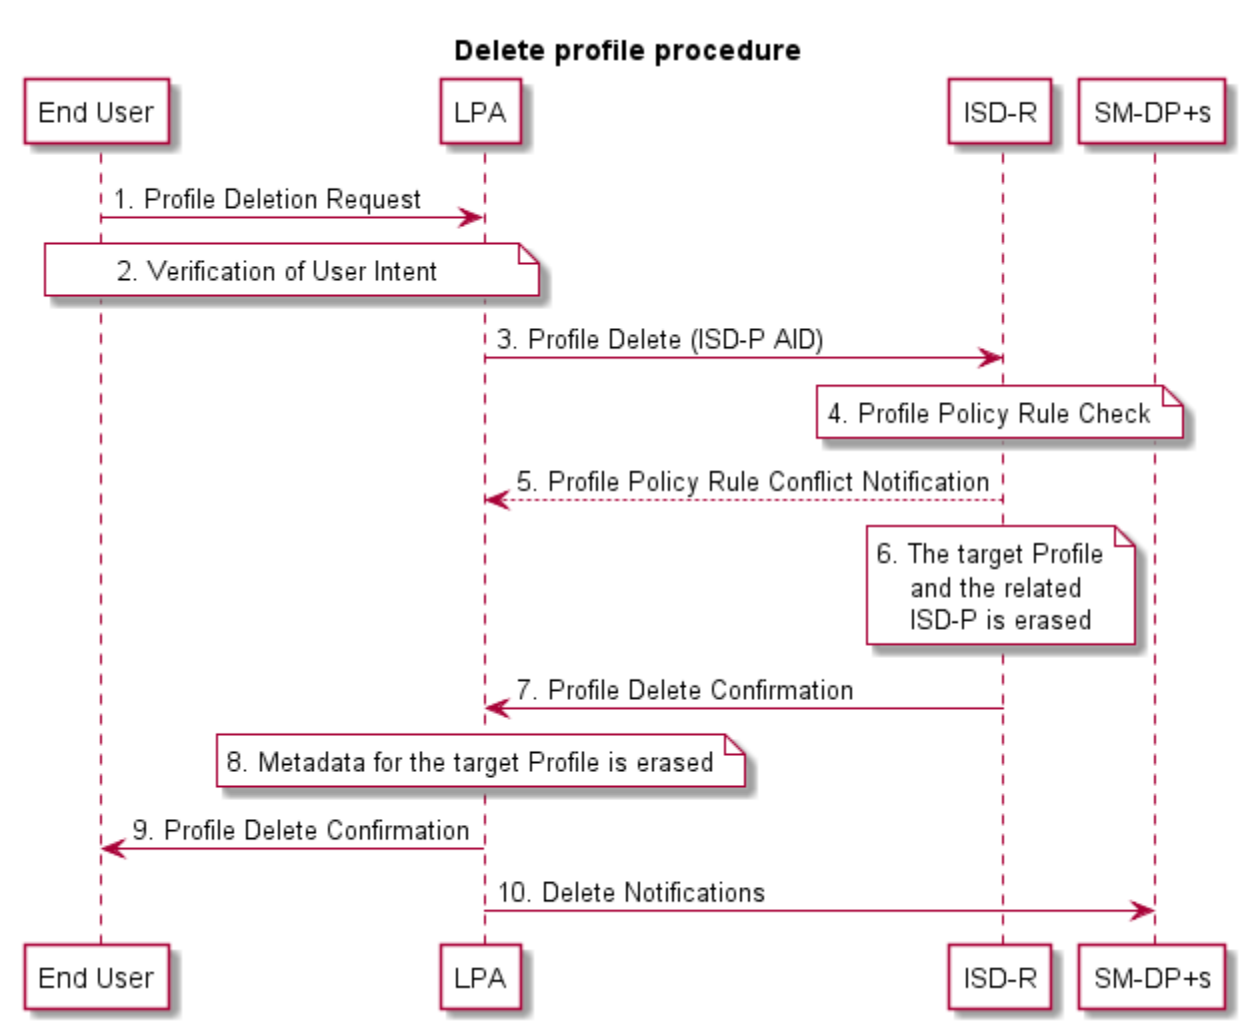 Delete profile procedure
End User
LPA
ISD-R
SM-DP+s
1. Profile Deletion Request
2. Verification of User Intent
3. Profile Delete (ISD-P AID)
4. Profile Policy Rule Check
5. Profile Policy Rule Conflict Notification
6. The target Profile
and the related
ISD-P is erased
7. Profile Delete Confirmation
8. Metadata for the target Profile is erased
9. Profile Delete Confirmation
10. Delete Notifications
End User
LPA
ISD-R
SM-DP+s